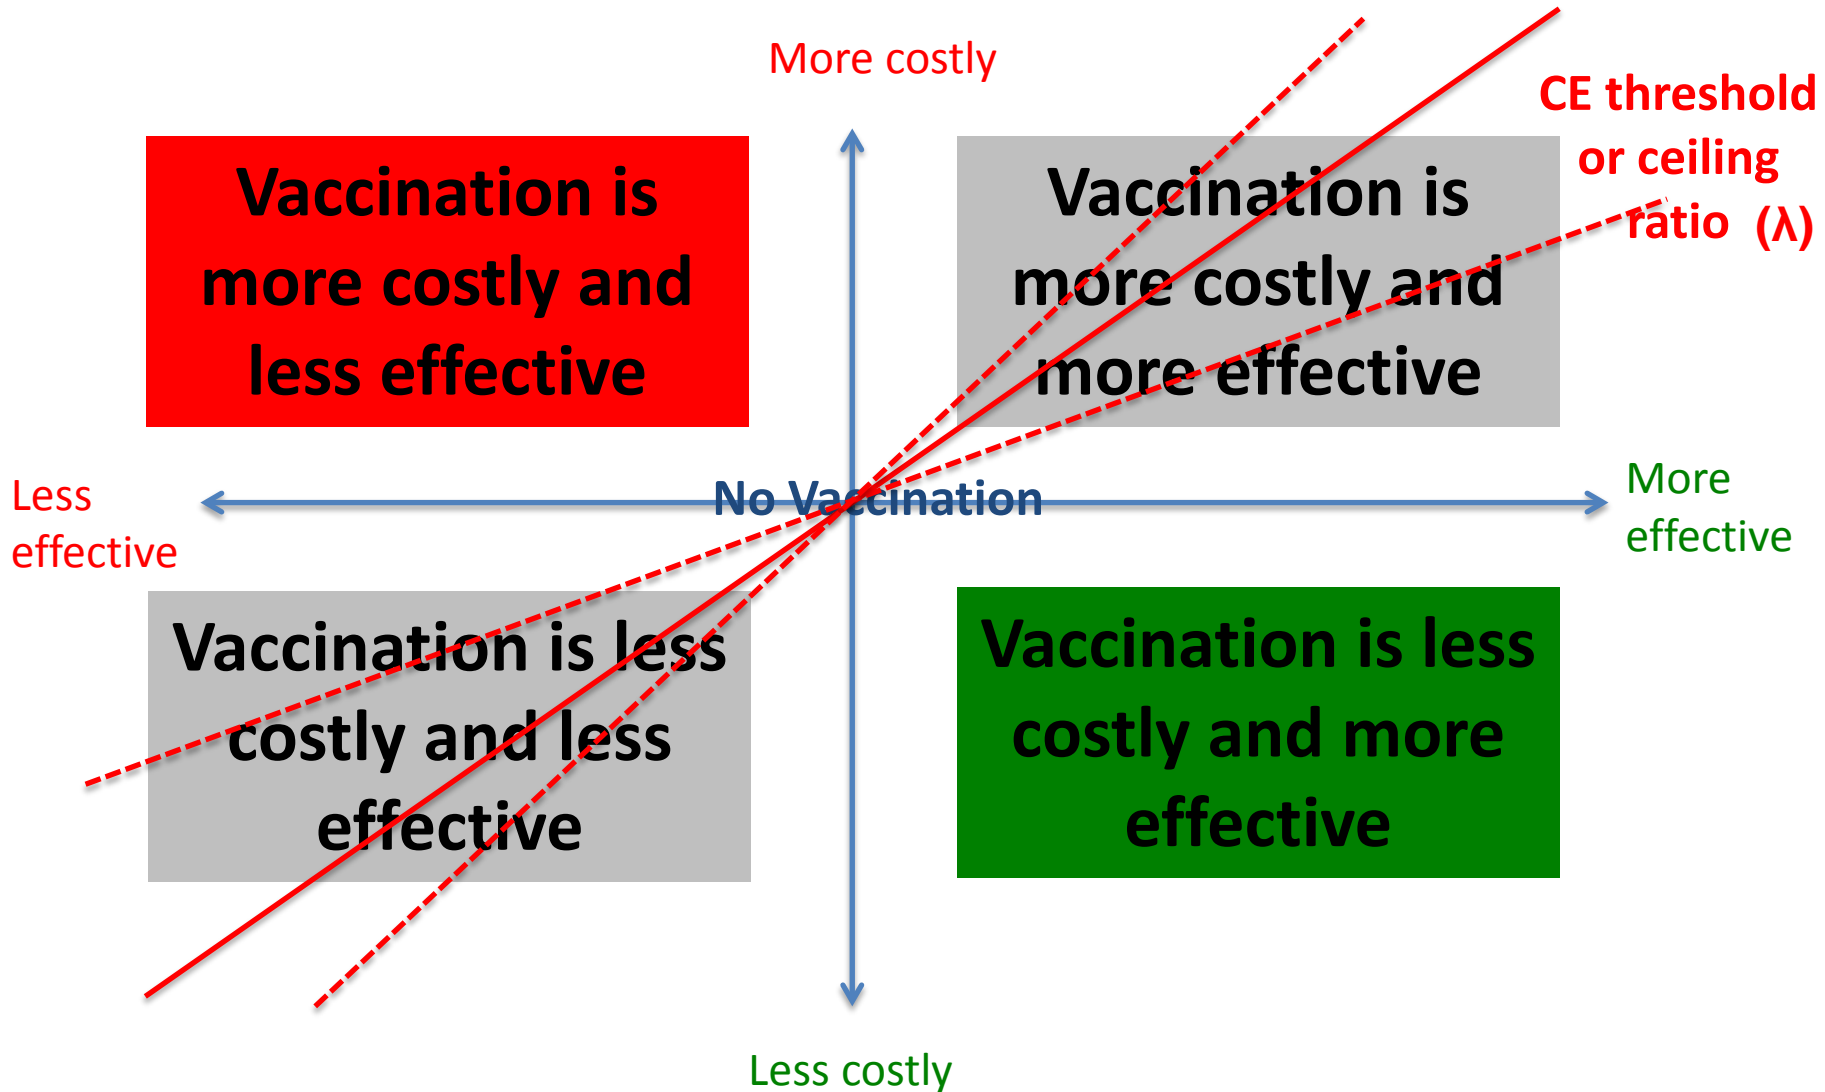 More costly
CE threshold
or ceiling
ratio (λ)
Vaccination is
more costly and
less effective
Vaccination is
more costly and
more effective
Less
effective
No Vaccination
More
effective
Vaccination is less
costly and less
effective
Vaccination is less
costly and more
effective
Less costly